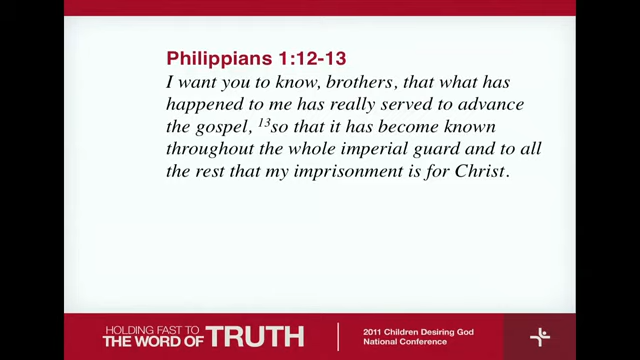 Philippians 1:12-13
I want you to know, brothers, that what has
happened to me has really served to advance
the gospel, 13so that it has become known
throughout the whole imperial guard and to all
the rest that my imprisonment is for Christ.
HOLDING FAST TO
THE WORD OF TRUTH
2011 Children Desiring God
National Conference